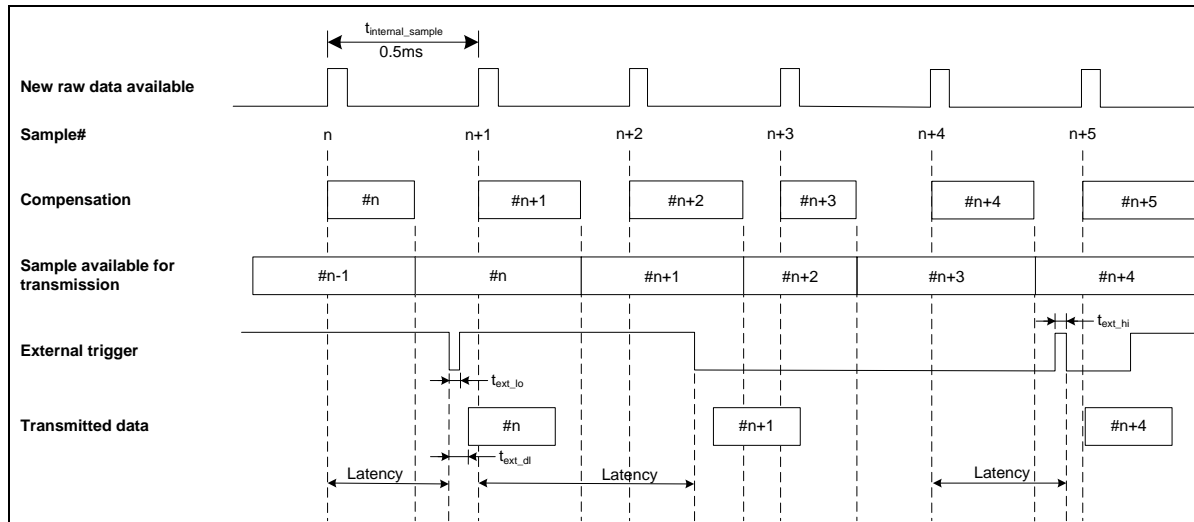 t_internal_sample
0.5ms
New raw data available
Sample#
n
n+1
n+2
n+3
n+4
n+5
Compensation
#n
#n+1
#n+2
#n+3
#n+4
#n+5
Sample available for
transmission
#n-1
#n
#n+1
#n+2
#n+3
#n+4
External trigger
t_ext_lo
t_ext_hi
Transmitted data
#n
#n+1
#n+4
t_ext_dl
Latency
Latency
Latency